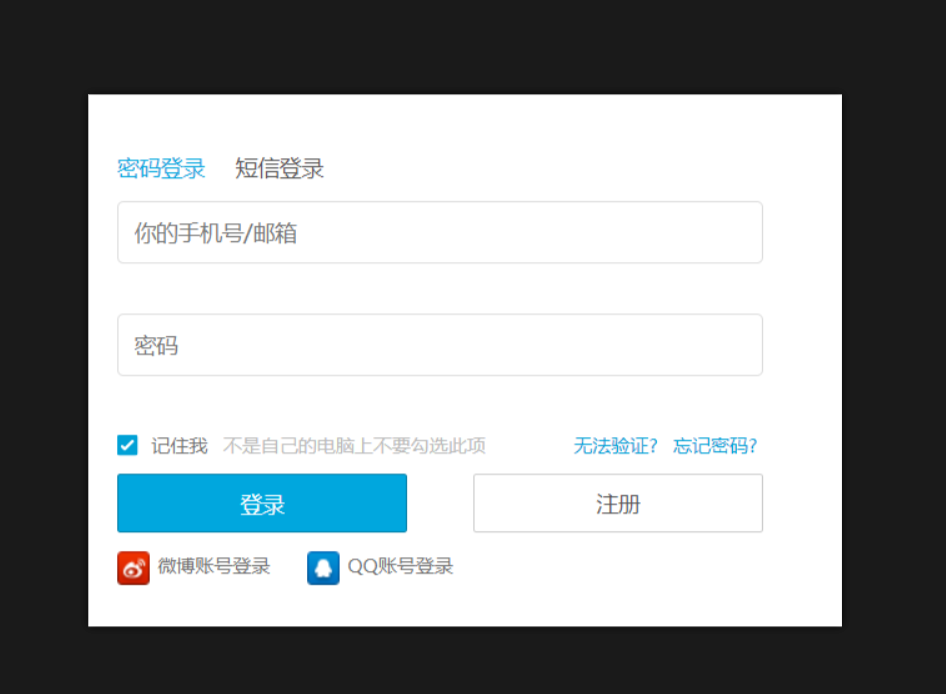 密码登录 短信登录
你的手机号/邮箱
密码
记住我 不是自己的电脑上不要勾选此项 无法验证? 忘记密码?
登录 注册
微博账号登录 QQ账号登录